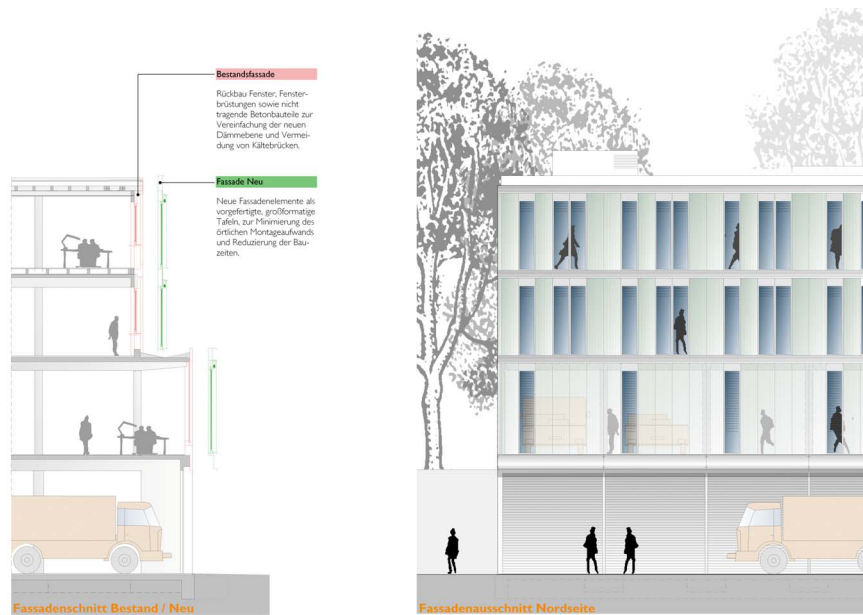 Bestandsfassade
Rückbau Fenster, Fenster-
brüstungen sowie nicht
tragende Betonbauteile zur
Vereinfachung der neuen
Dämmebene und Vermei-
dung von Kältebrücken.
Fassade Neu
Neue Fassadenelemente als
vorgefertigte, großformatige
Tafeln, zur Minimierung des
örtlichen Montageaufwands
und Reduzierung der Bau-
zeiten.
Fassadenschnitt Bestand / Neu
Fassadenausschnitt Nordseite